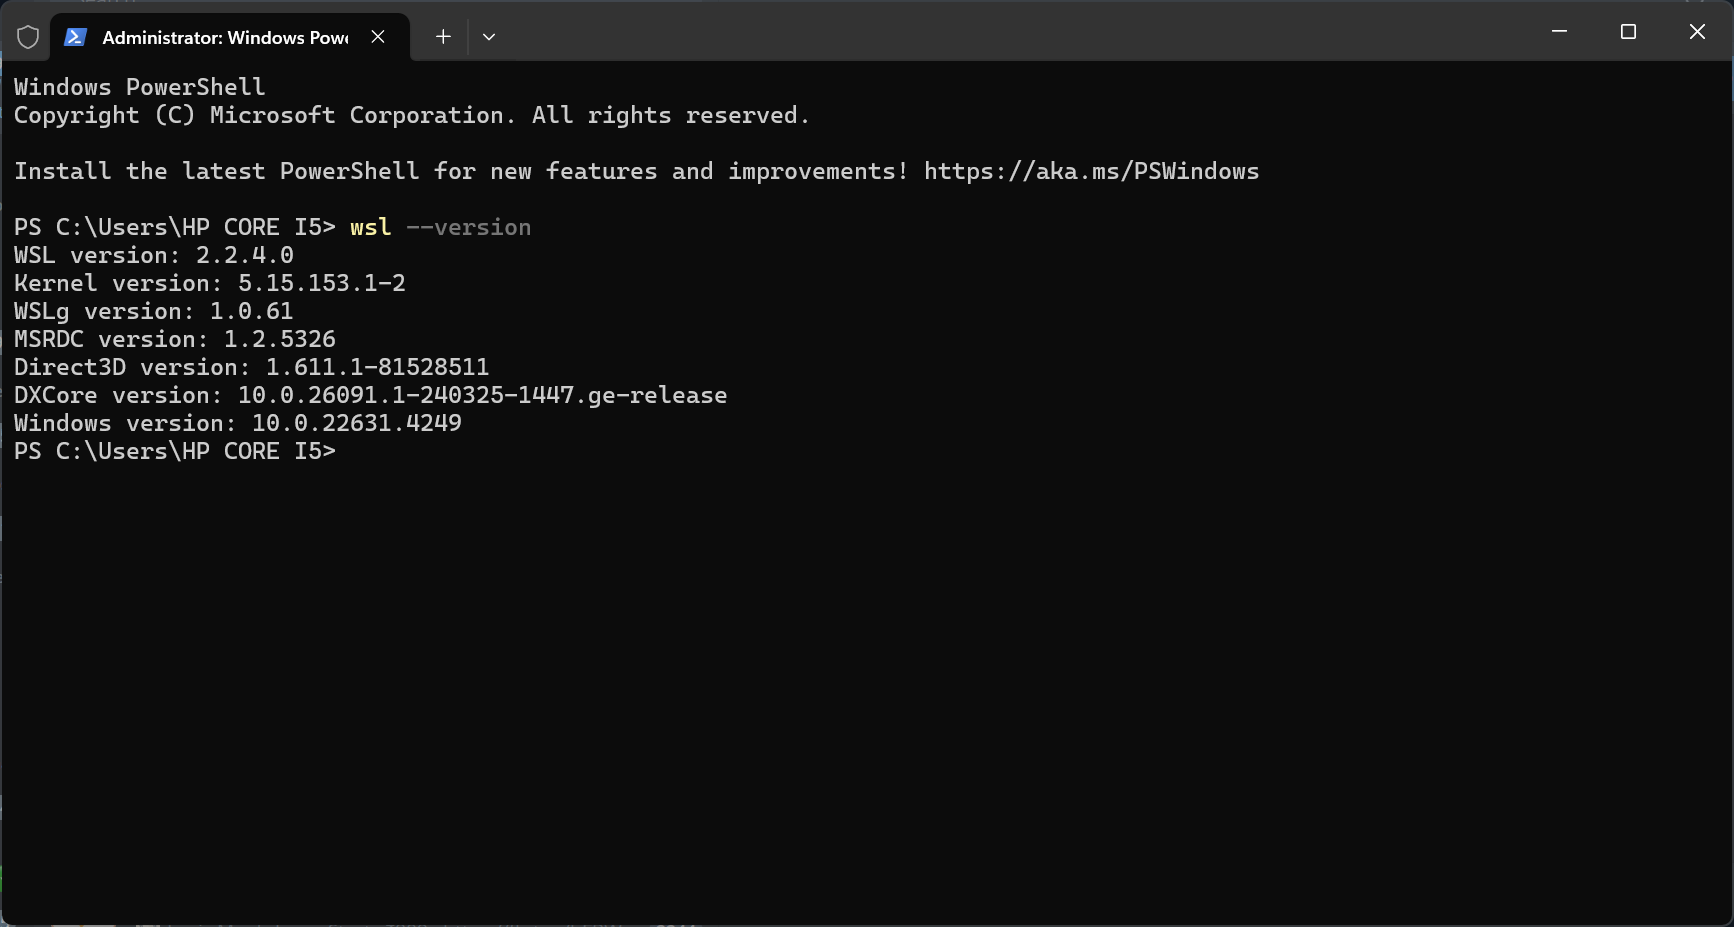 Administrator: Windows Powe
Windows PowerShell
Copyright (C) Microsoft Corporation. All rights reserved.
Install the latest PowerShell for new features and improvements! https://aka.ms/PSWindows
PS C:\Users\HP CORE I5> wsl --version
WSL version: 2.2.4.0
Kernel version: 5.15.153.1-2
WSLg version: 1.0.61
MSRDC version: 1.2.5326
Direct3D version: 1.611.1-81528511
DXCore version: 10.0.26091.1-240325-1447.ge-release
Windows version: 10.0.22631.4249
PS C:\Users\HP CORE I5>